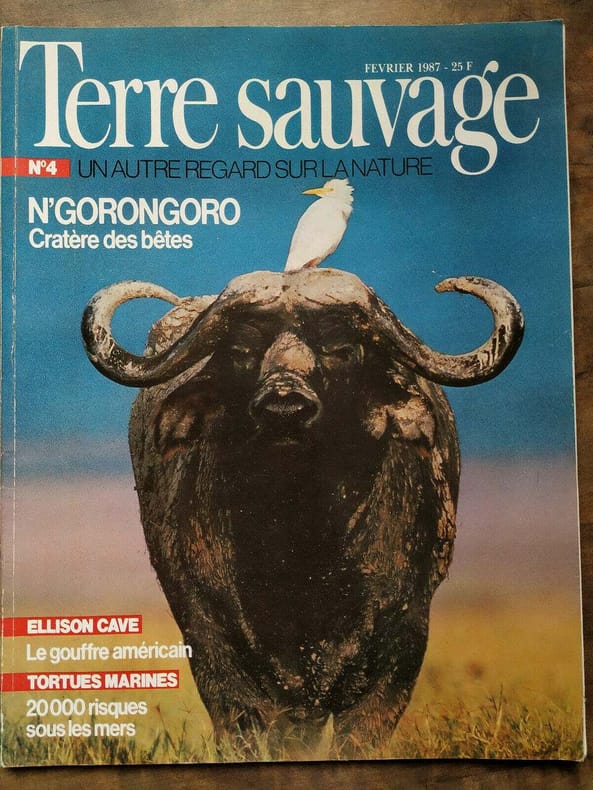 FEVRIER 1987 - 25 F
Terre sauvage
N°4 UN AUTRE REGARD SUR LA NATURE
N'GORONGORO
Cratère des bêtes
ELLISON CAVE
Le gouffre américain
TORTUES MARINES
20 000 risques
sous les mers